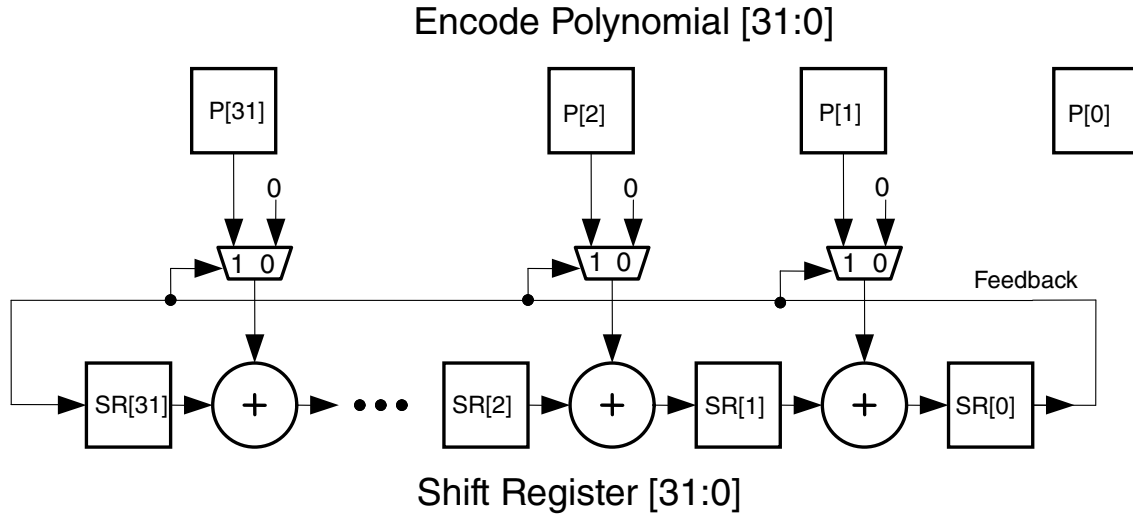 Encode Polynomial [31:0]
P[31] P[2] P[1] P[0]
0 0 0
1 0 1 0 1 0
Feedback
SR[31] + ••• SR[2] + SR[1] + SR[0]
Shift Register [31:0]